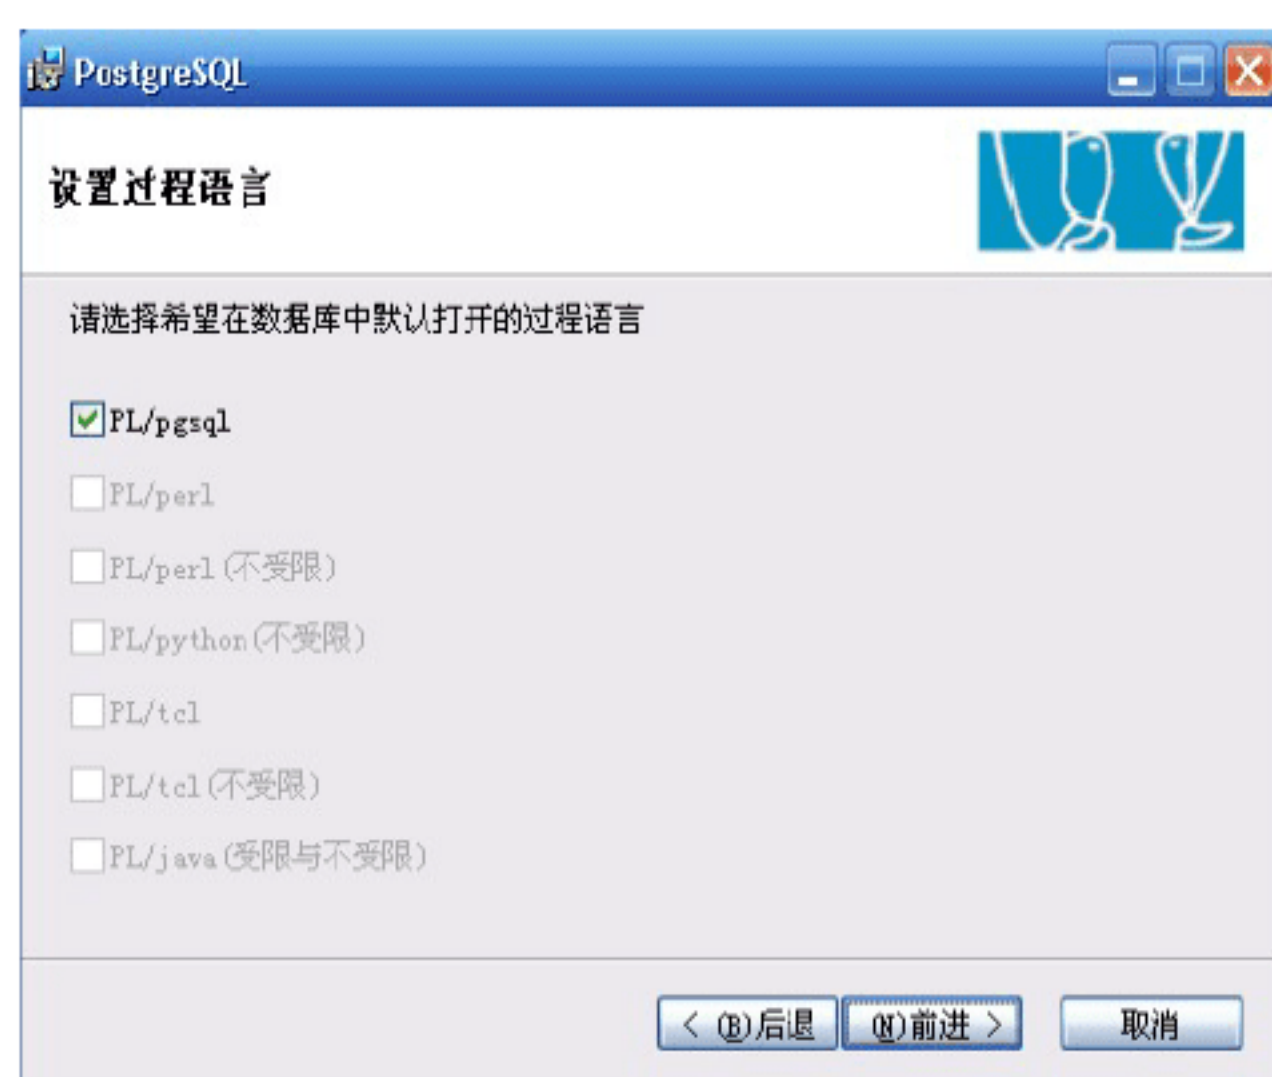 PostgreSQL
设置过程语言
请选择希望在数据库中默认打开的过程语言
PL/pgsql
PL/perl
PL/perl(不受限)
PL/python(不受限)
PL/tcl
PL/tcl(不受限)
PL/java(受限与不受限)
< (B)后退 (N)前进 > 取消